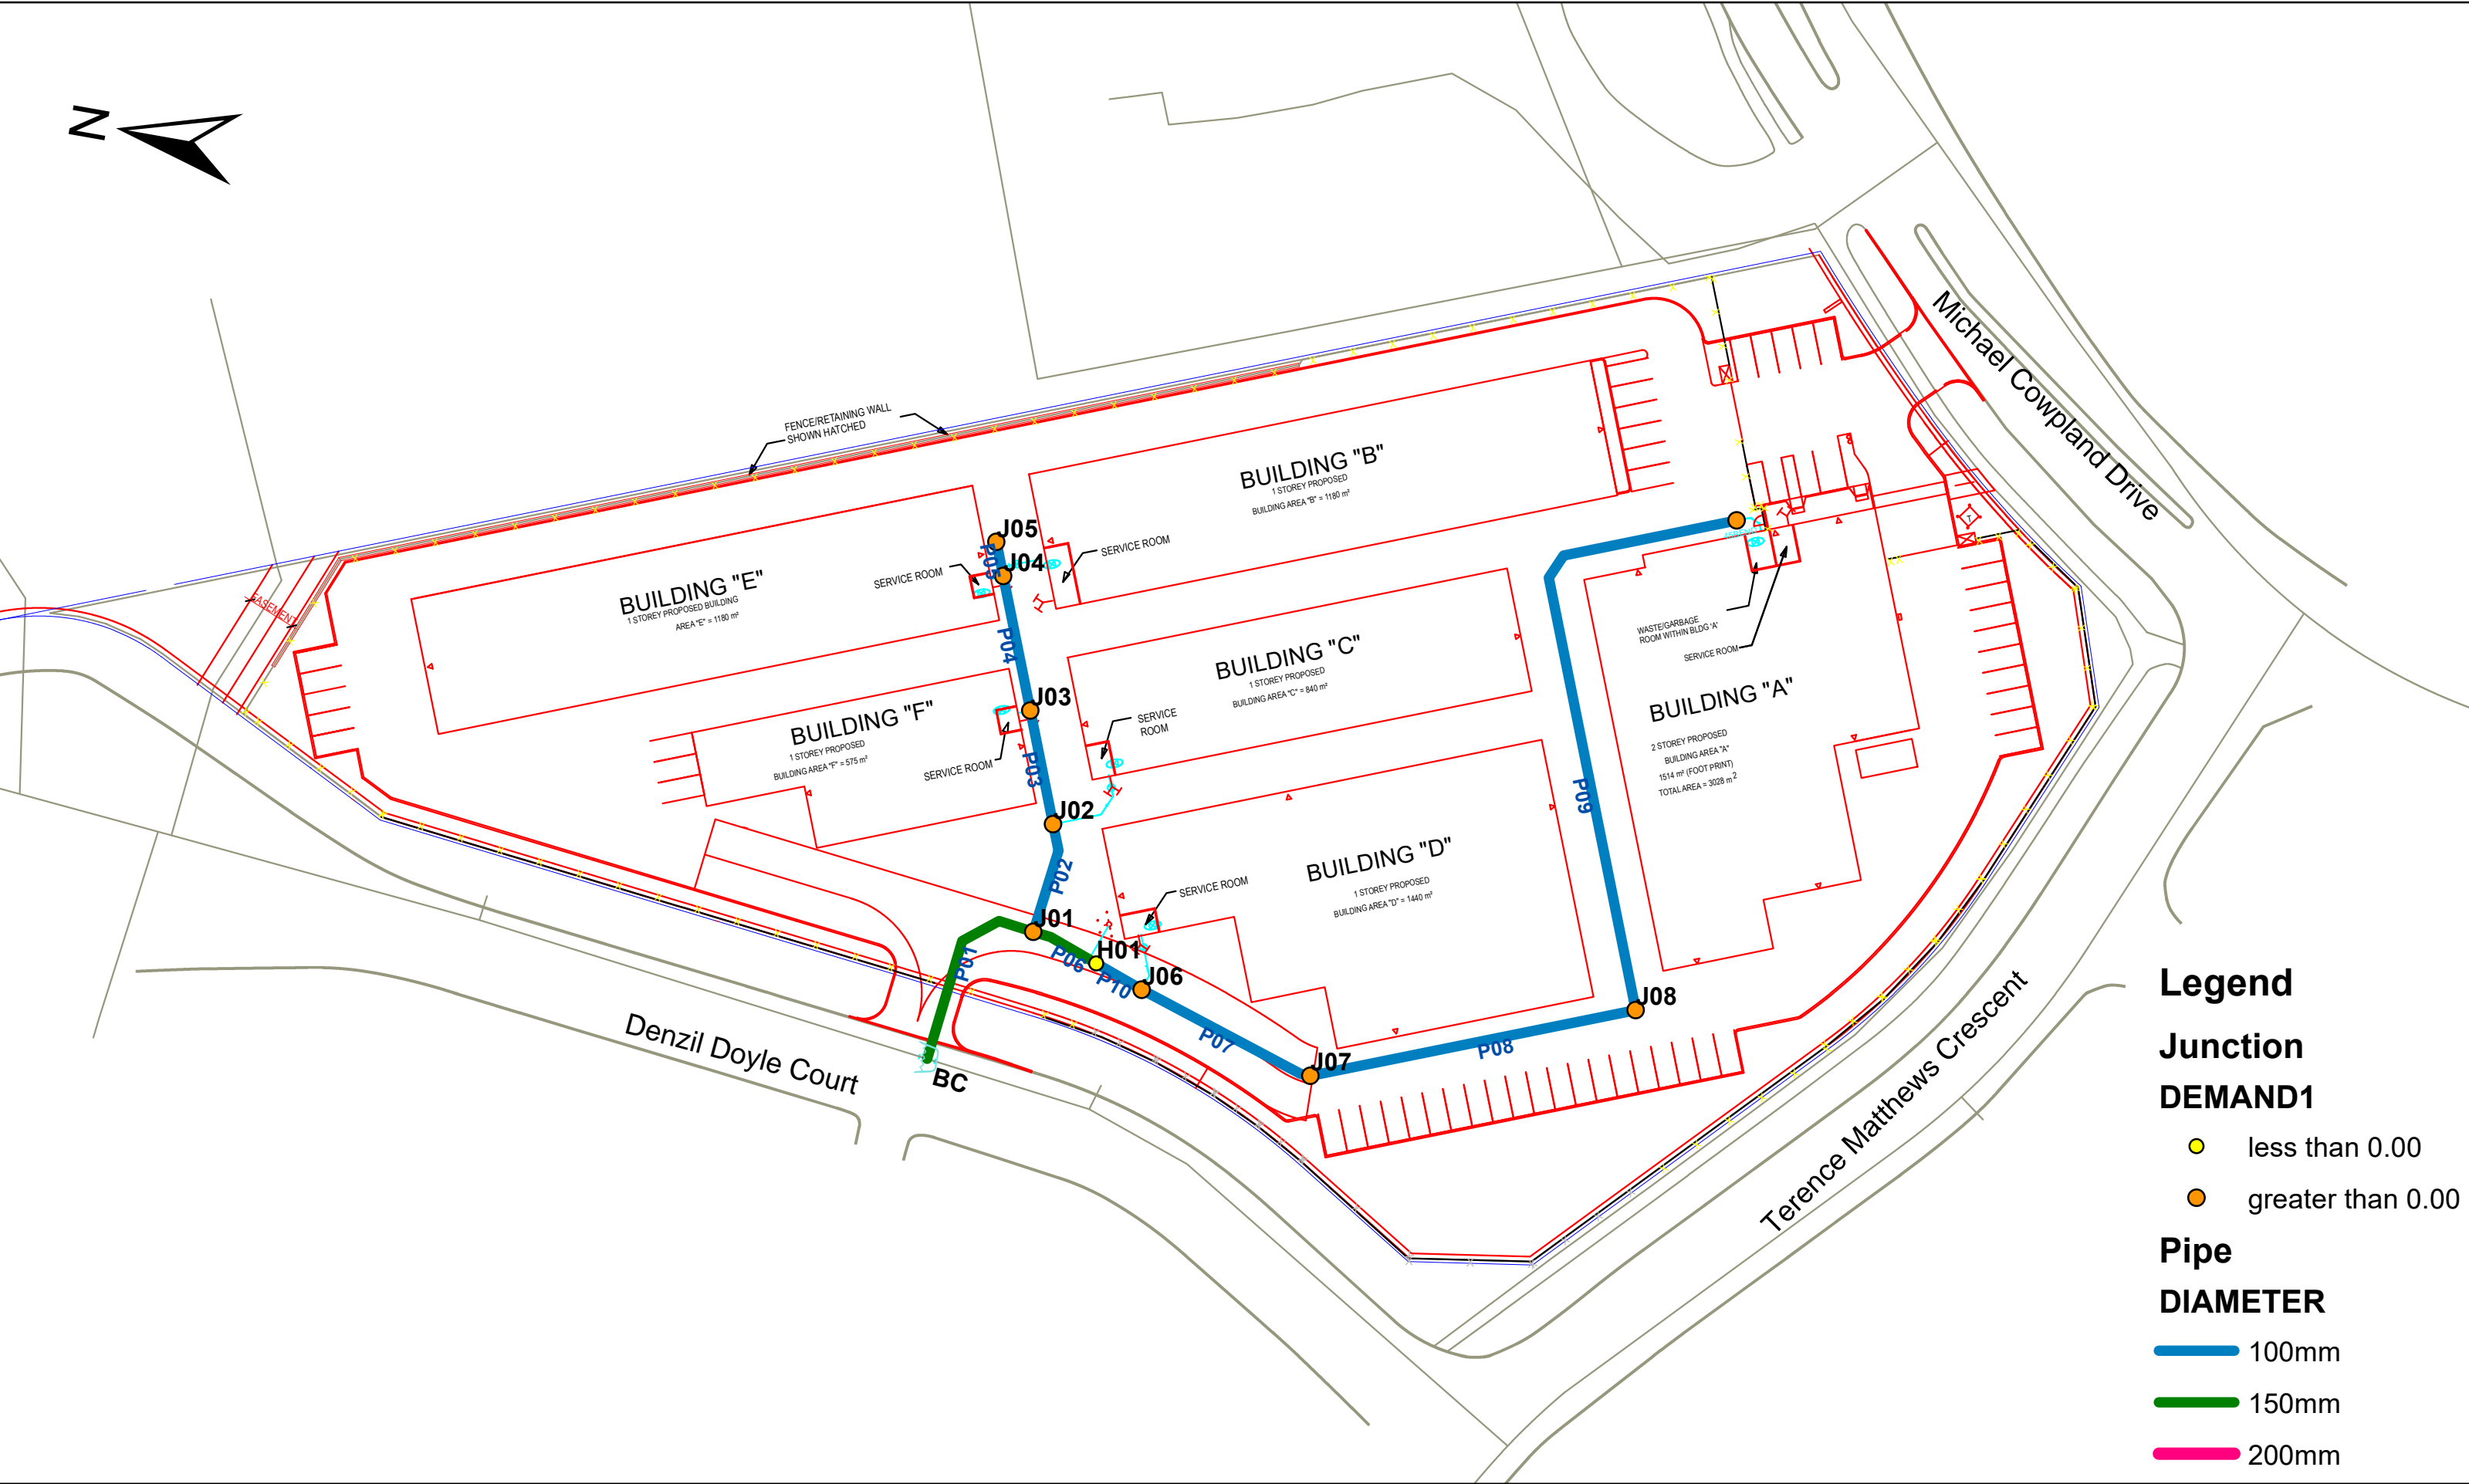 N
Michael Cowpland Drive
FENCE/RETAINING WALL
SHOWN HATCHED
BUILDING "B"
1 STOREY PROPOSED
BUILDING AREA "B" = 1180 m²
J05
P05
J04
SERVICE ROOM
SERVICE ROOM
BUILDING "E"
1 STOREY PROPOSED BUILDING
AREA "E" = 1180 m²
EASEMENT
T
P04
WASTE/GARBAGE
ROOM WITHIN BLDG 'A'
SERVICE ROOM
BUILDING "C"
1 STOREY PROPOSED
BUILDING AREA "C" = 840 m²
BUILDING "A"
2 STOREY PROPOSED
BUILDING AREA "A"
1514 m² (FOOT PRINT)
TOTAL AREA = 3028 m²
J03
SERVICE
ROOM
BUILDING "F"
1 STOREY PROPOSED
BUILDING AREA "F" = 575 m²
SERVICE ROOM
P03
P09
J02
BUILDING "D"
1 STOREY PROPOSED
BUILDING AREA "D" = 1440 m²
P02
SERVICE ROOM
J01
H01
P01
P06
P10
J06
J08
P07
P08
J07
Denzil Doyle Court
BC
Terence Matthews Crescent
Legend
Junction
DEMAND1
less than 0.00
greater than 0.00
Pipe
DIAMETER
100mm
150mm
200mm